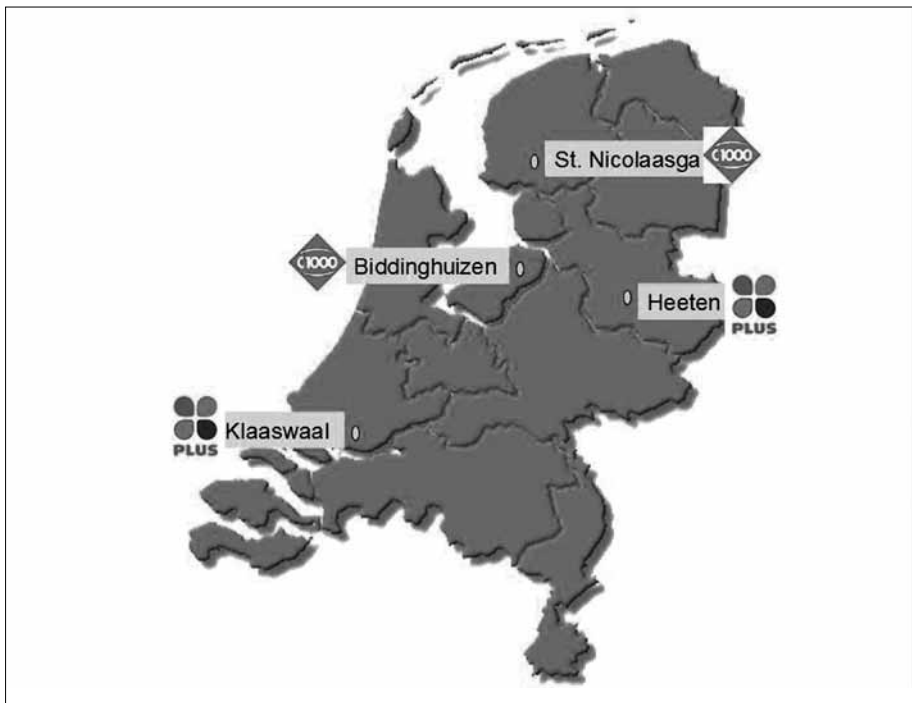 St. Nicolaasga
C1000
C1000
Biddinghuizen
Heeten
PLUS
Klaaswaal
PLUS